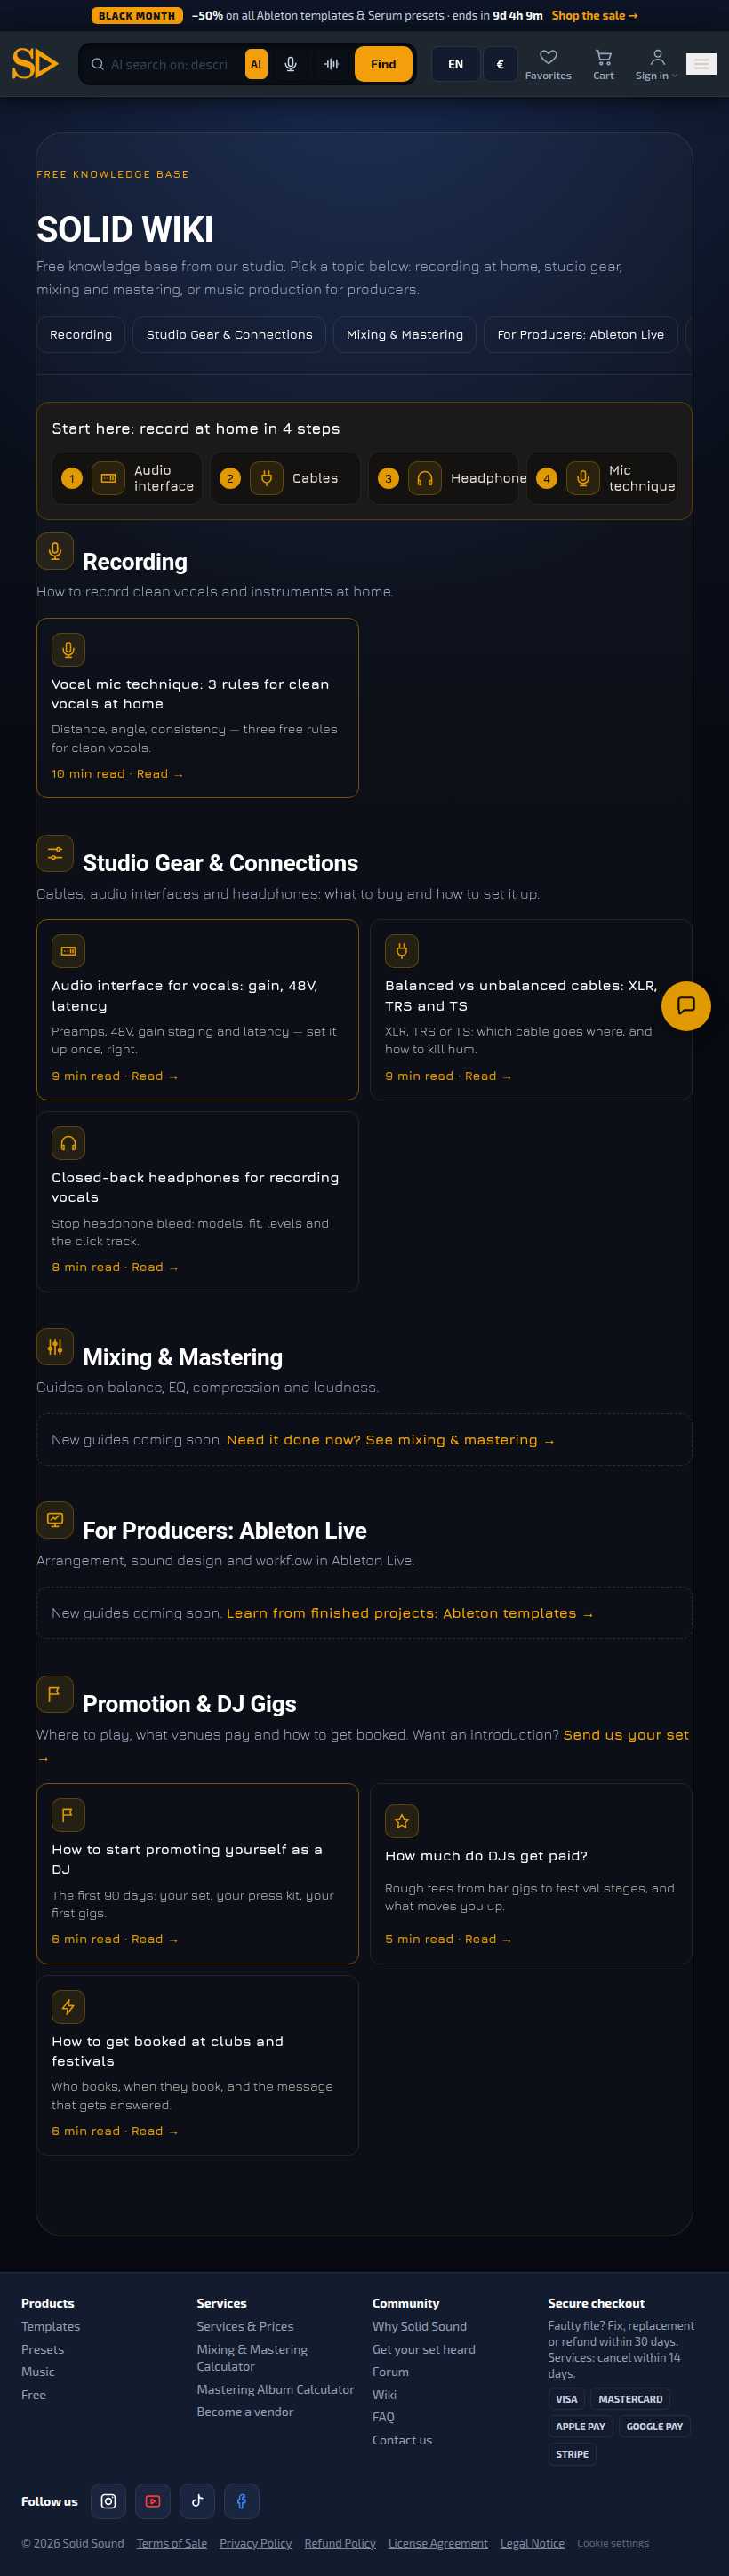 BLACK MONTH −50% on all Ableton templates & Serum presets · ends in 9d 4h 9m Shop the sale →
SD AI search on: descri AI Find EN € Favorites Cart Sign in
FREE KNOWLEDGE BASE
SOLID WIKI
Free knowledge base from our studio. Pick a topic below: recording at home, studio gear,
mixing and mastering, or music production for producers.
Recording Studio Gear & Connections Mixing & Mastering For Producers: Ableton Live
Start here: record at home in 4 steps
1 Audio interface 2 Cables 3 Headphone 4 Mic technique
Recording
How to record clean vocals and instruments at home.
Vocal mic technique: 3 rules for clean
vocals at home
Distance, angle, consistency — three free rules
for clean vocals.
10 min read · Read →
Studio Gear & Connections
Cables, audio interfaces and headphones: what to buy and how to set it up.
Audio interface for vocals: gain, 48V,
latency
Preamps, 48V, gain staging and latency — set it
up once, right.
9 min read · Read →
Balanced vs unbalanced cables: XLR,
TRS and TS
XLR, TRS or TS: which cable goes where, and
how to kill hum.
9 min read · Read →
Closed-back headphones for recording
vocals
Stop headphone bleed: models, fit, levels and
the click track.
8 min read · Read →
Mixing & Mastering
Guides on balance, EQ, compression and loudness.
New guides coming soon. Need it done now? See mixing & mastering →
For Producers: Ableton Live
Arrangement, sound design and workflow in Ableton Live.
New guides coming soon. Learn from finished projects: Ableton templates →
Promotion & DJ Gigs
Where to play, what venues pay and how to get booked. Want an introduction? Send us your set
→
How to start promoting yourself as a
DJ
The first 90 days: your set, your press kit, your
first gigs.
6 min read · Read →
How much do DJs get paid?
Rough fees from bar gigs to festival stages, and
what moves you up.
5 min read · Read →
How to get booked at clubs and
festivals
Who books, when they book, and the message
that gets answered.
6 min read · Read →
Products
Templates
Presets
Music
Free
Services
Services & Prices
Mixing & Mastering
Calculator
Mastering Album Calculator
Become a vendor
Community
Why Solid Sound
Get your set heard
Forum
Wiki
FAQ
Contact us
Secure checkout
Faulty file? Fix, replacement
or refund within 30 days.
Services: cancel within 14
days.
VISA MASTERCARD
APPLE PAY GOOGLE PAY
STRIPE
Follow us
© 2026 Solid Sound Terms of Sale Privacy Policy Refund Policy License Agreement Legal Notice Cookie settings